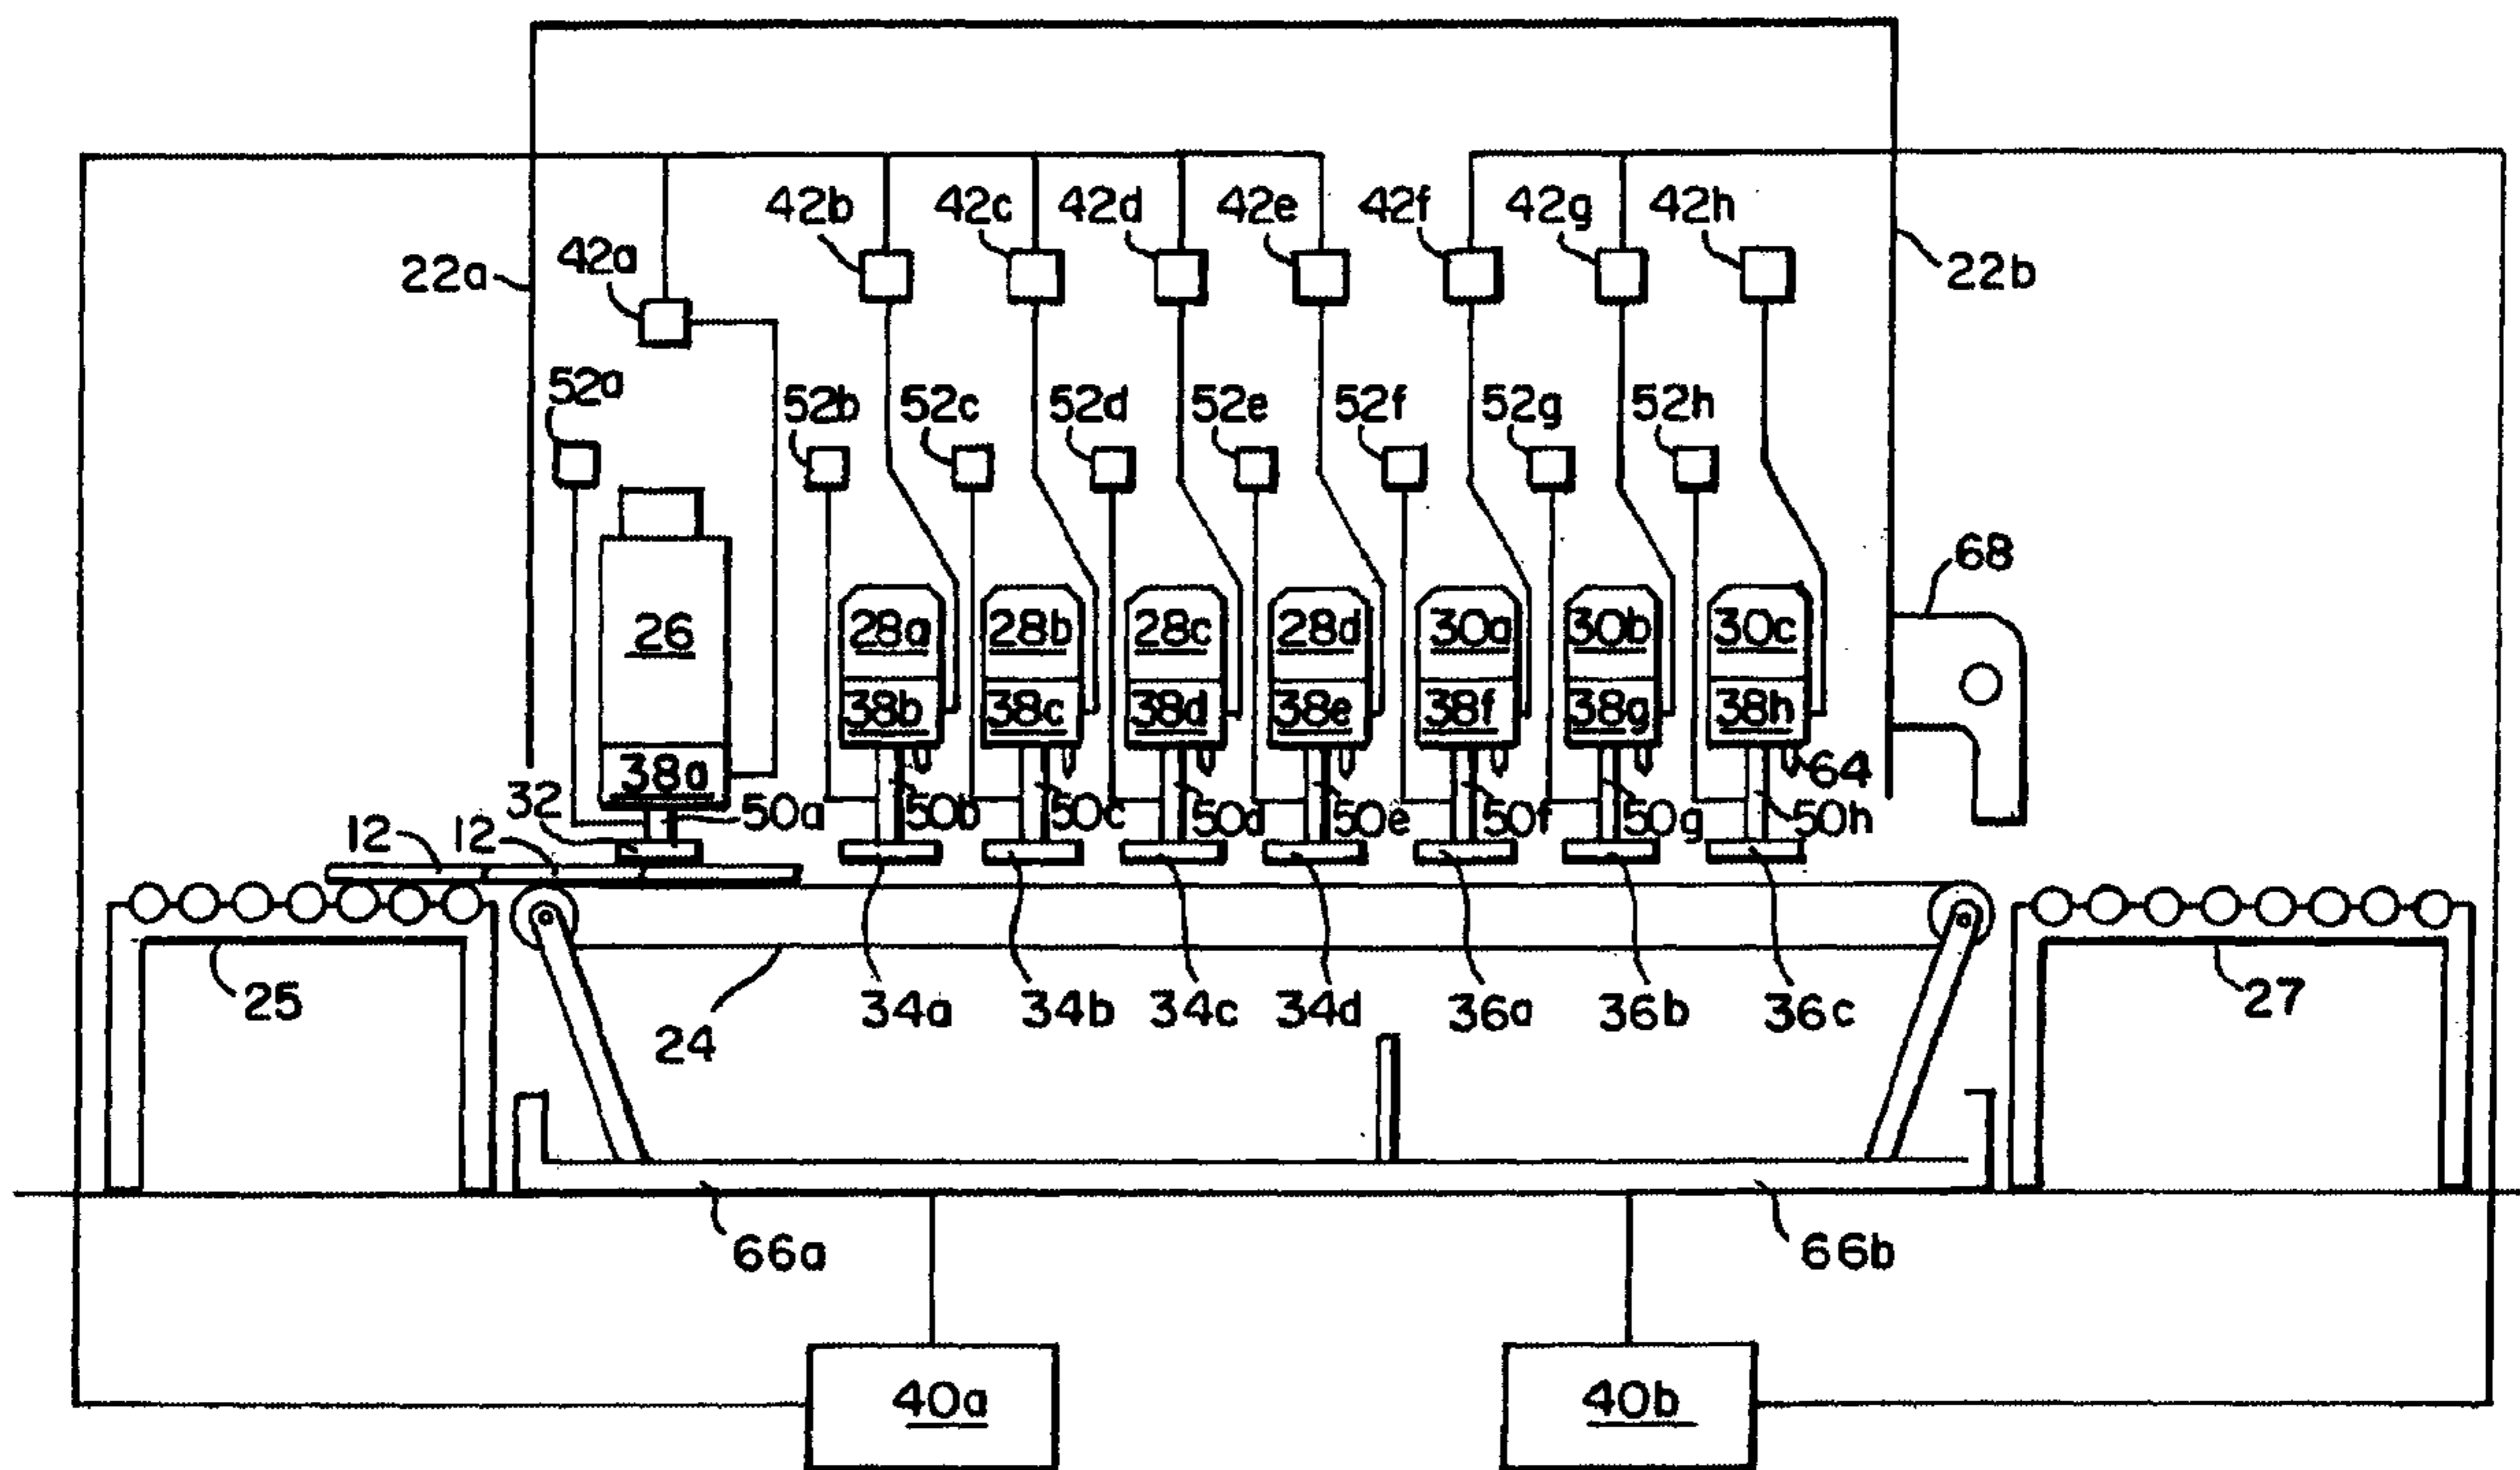 42b 42c 42d 42e 42f 42g 42h
22a 42a 22b
52a 52b 52c 52d 52e 52f 52g 52h
68
26 28a 28b 28c 28d 30a 30b 30c
38b 38c 38d 38e 38f 38g 38h
38a 64
32 50a 50b 50c 50d 50e 50f 50g 50h
12 12
25 34a 34b 34c 34d 36a 36b 36c 27
24
66a 66b
40a 40b